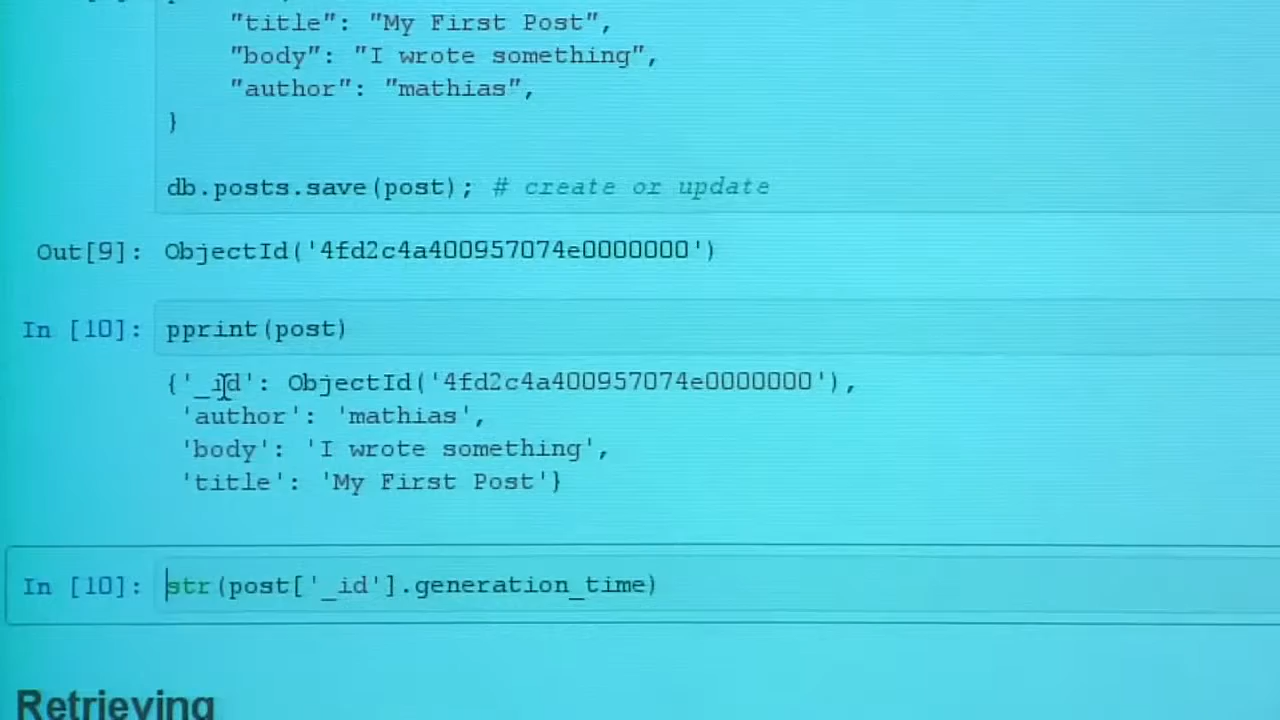 "title": "My First Post",
"body": "I wrote something",
"author": "mathias",
}
db.posts.save(post); # create or update
Out[9]: ObjectId('4fd2c4a400957074e0000000')
In [10]: pprint(post)
{'_id': ObjectId('4fd2c4a400957074e0000000'),
'author': 'mathias',
'body': 'I wrote something',
'title': 'My First Post'}
In [10]: str(post['_id'].generation_time)
Retrieving